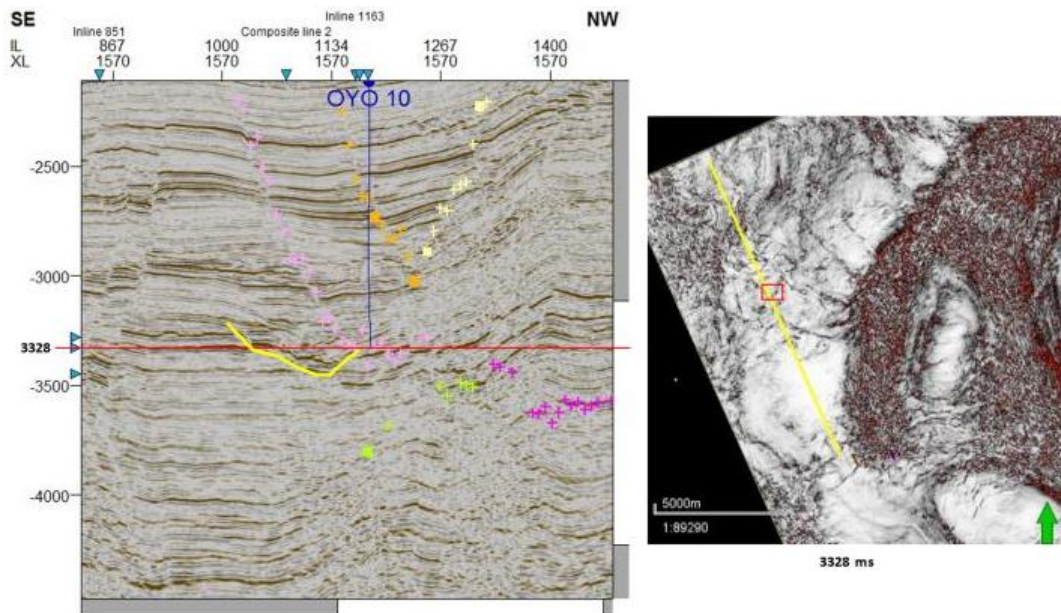 SE
NW
Inline 1163
Inline 851
Composite line 2
IL 867 1000 1134 1267 1400
XL 1570 1570 1570 1570 1570
OYO 10
-2500
-3000
3328
-3500
-4000
5000m
1:89290
3328 ms